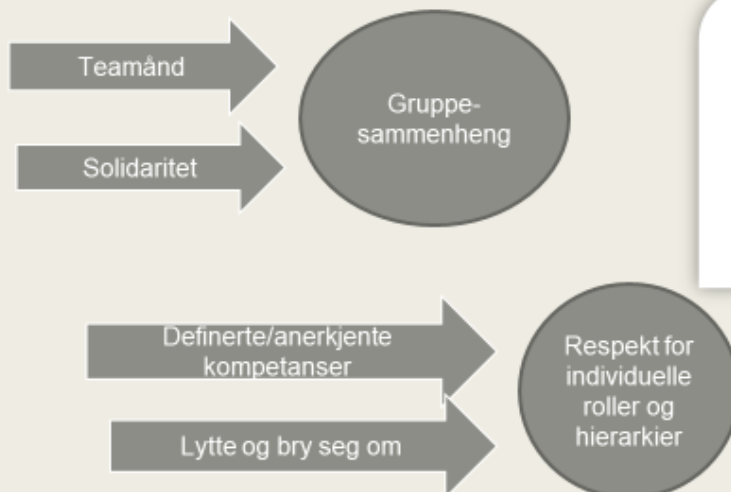 Teamånd
Gruppe-
sammenheng
Solidaritet
Definerte/anerkjente
kompetanser
Respekt for
individuelle
roller og
hierarkier
Lytte og bry seg om